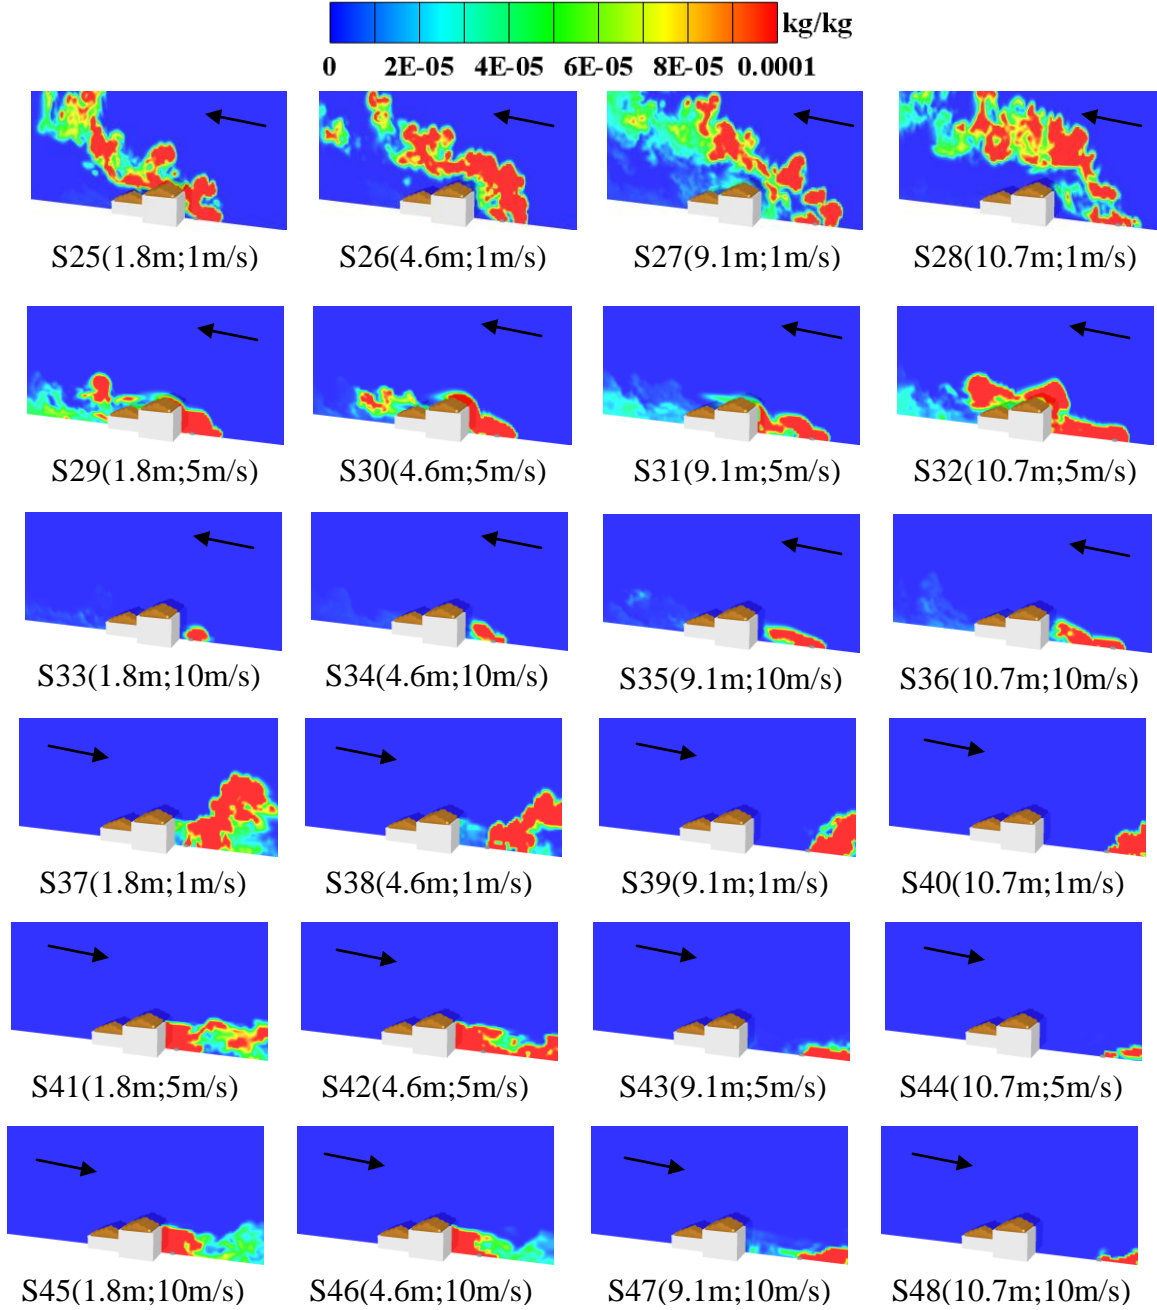 kg/kg
0 2E-05 4E-05 6E-05 8E-05 0.0001
S25(1.8m;1m/s) S26(4.6m;1m/s) S27(9.1m;1m/s) S28(10.7m;1m/s)
S29(1.8m;5m/s) S30(4.6m;5m/s) S31(9.1m;5m/s) S32(10.7m;5m/s)
S33(1.8m;10m/s) S34(4.6m;10m/s) S35(9.1m;10m/s) S36(10.7m;10m/s)
S37(1.8m;1m/s) S38(4.6m;1m/s) S39(9.1m;1m/s) S40(10.7m;1m/s)
S41(1.8m;5m/s) S42(4.6m;5m/s) S43(9.1m;5m/s) S44(10.7m;5m/s)
S45(1.8m;10m/s) S46(4.6m;10m/s) S47(9.1m;10m/s) S48(10.7m;10m/s)